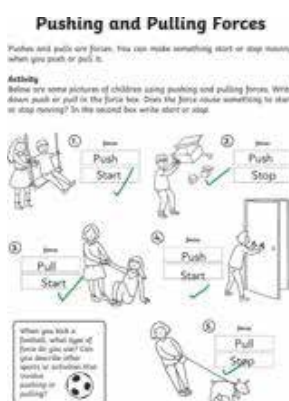 Pushing and Pulling Forces
Pushes and pulls are forces. You can make something start or stop moving
when you push or pull it.
Activity
Below are some pictures of children using pushing and pulling forces. Write
down push or pull in the force box. Does the force cause something to start
or stop moving? In the second box write start or stop.
1.
force
Push
Start
2.
force
Push
Stop
3.
force
Pull
Start
4.
force
Push
Start
5.
force
Pull
Stop
When you kick a
football, what type of
force do you use? Can
you describe other
sports or activities that
involve
pushing or
pulling?